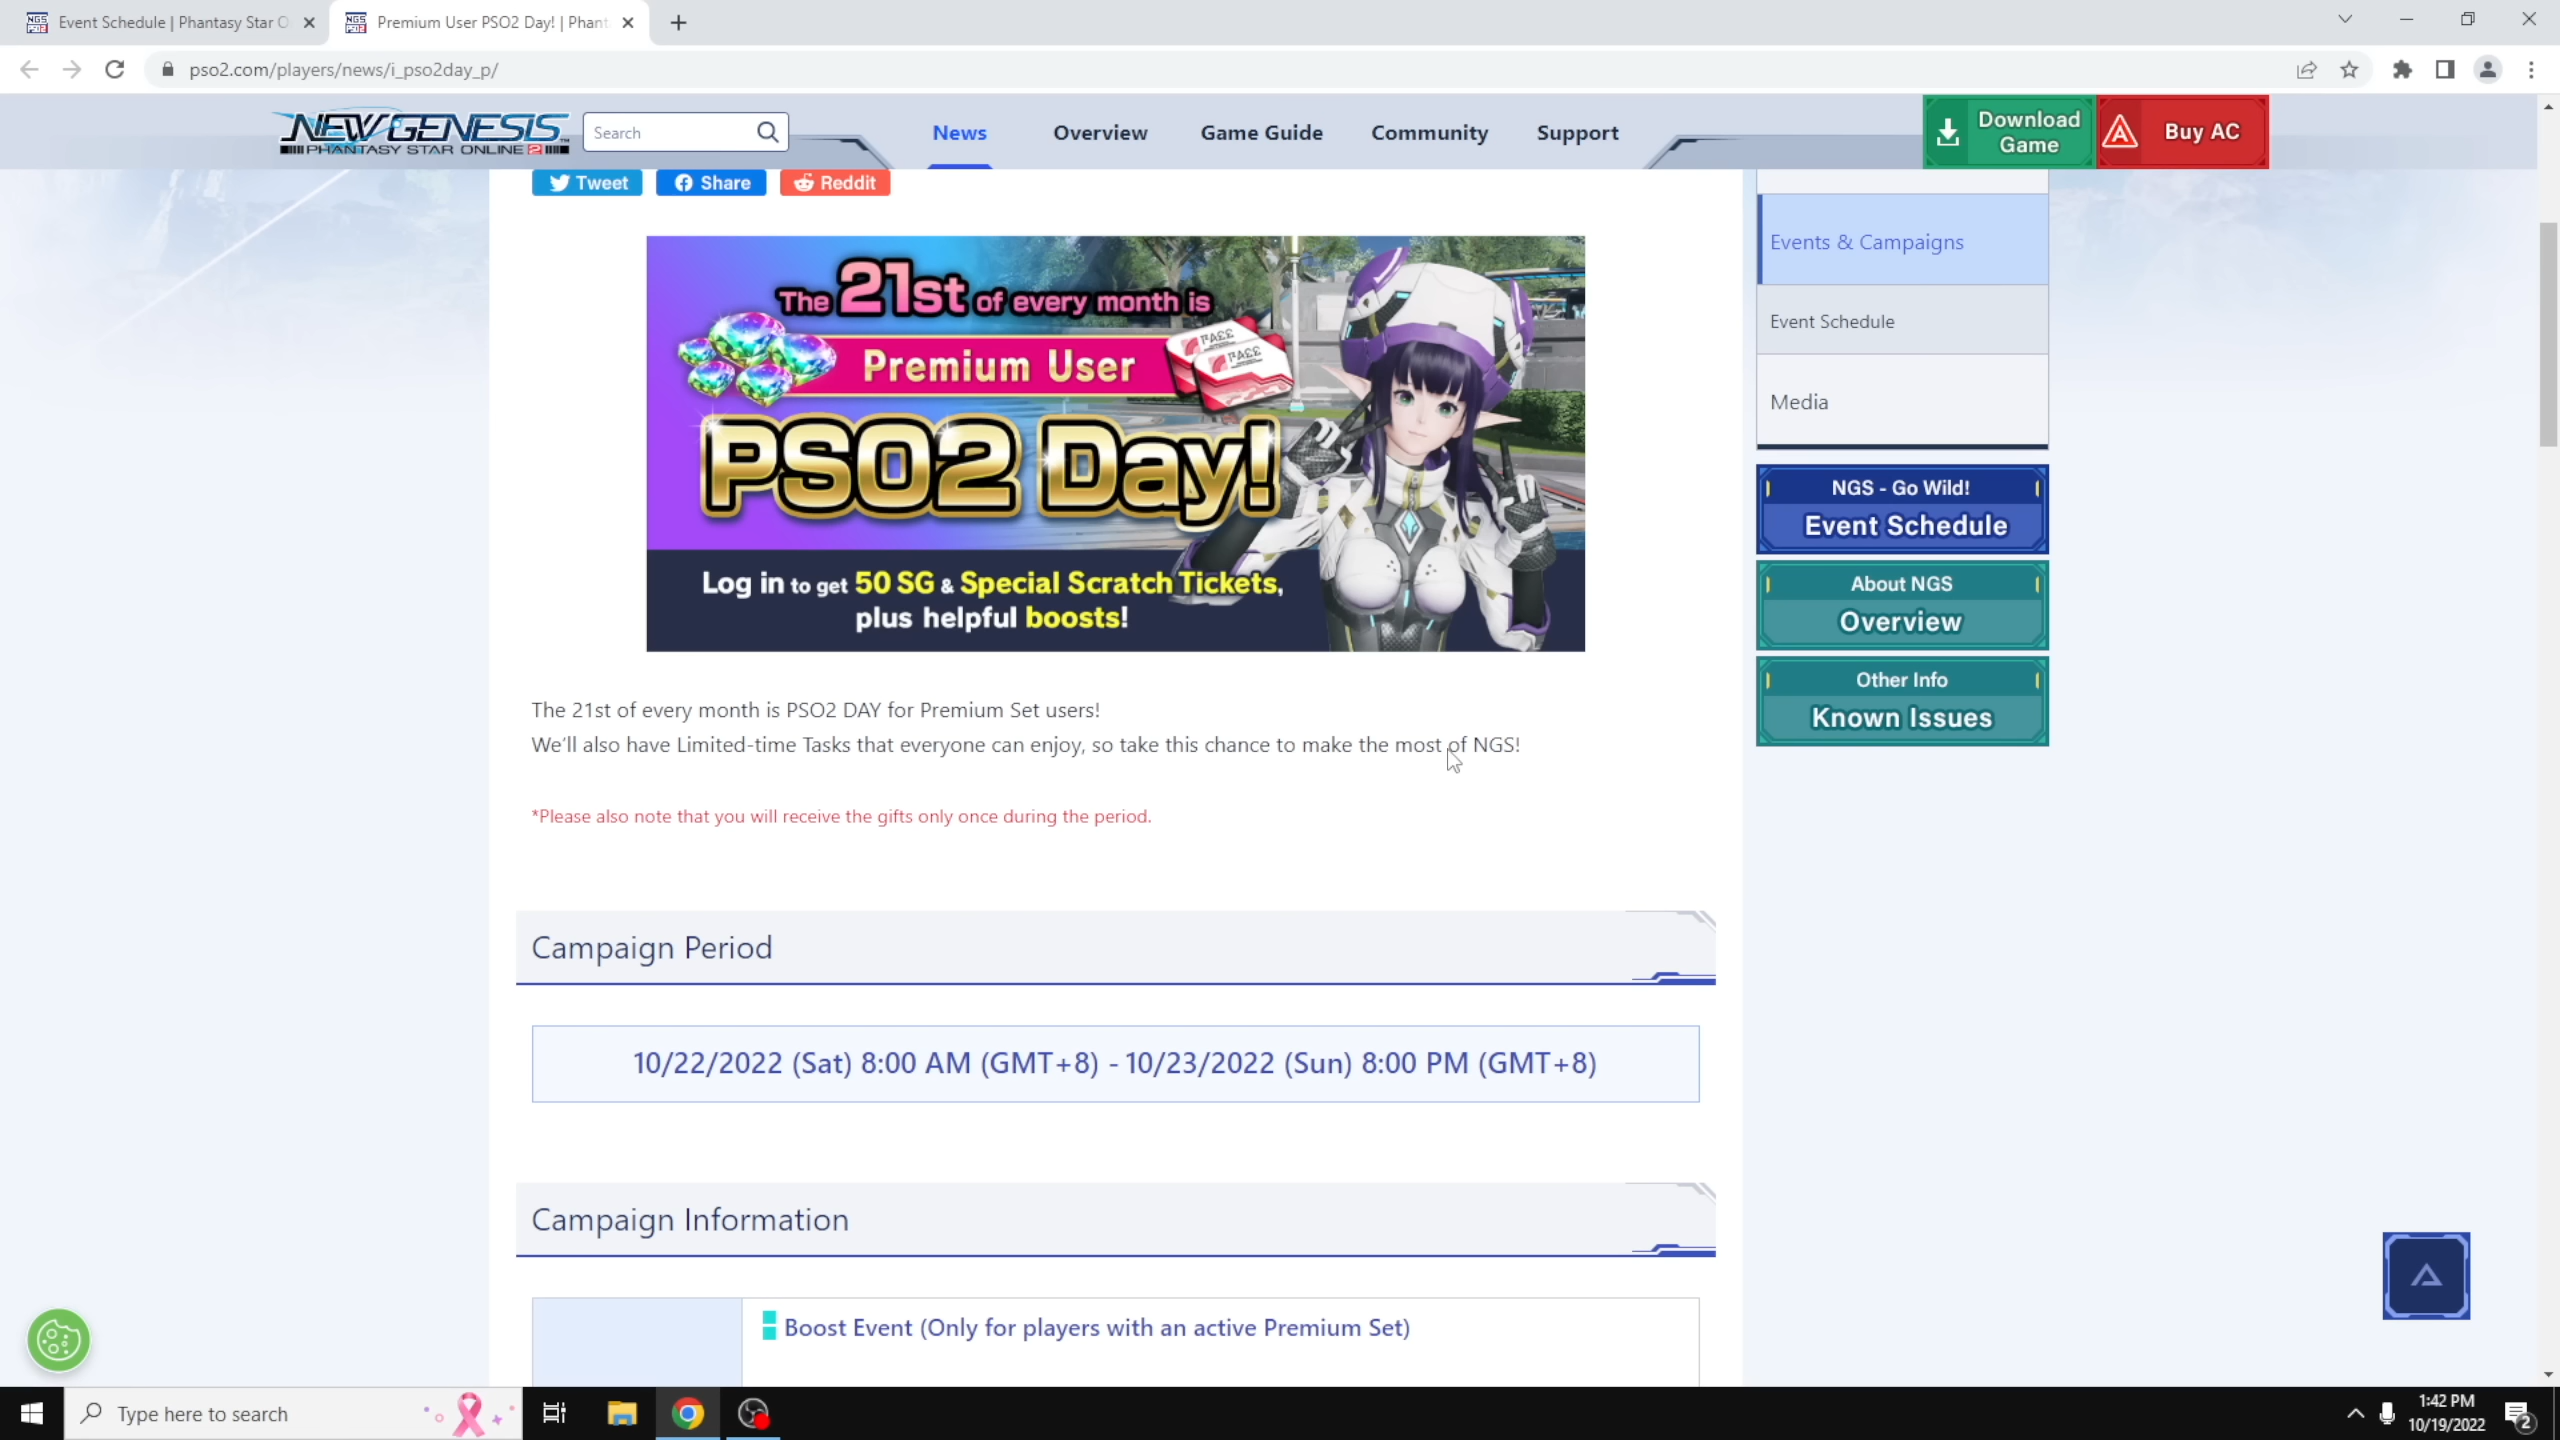 Event Schedule | Phantasy Star O
Premium User PSO2 Day! | Phant
pso2.com/players/news/i_pso2day_p/
NEW GENESIS
PHANTASY STAR ONLINE 2
Search
News
Overview
Game Guide
Community
Support
Download
Game
Buy AC
Tweet
Share
Reddit
The 21st of every month is
Premium User
PSO2 Day!
Log in to get 50 SG & Special Scratch Tickets,
plus helpful boosts!
Events & Campaigns
Event Schedule
Media
NGS - Go Wild!
Event Schedule
About NGS
Overview
Other Info
Known Issues
The 21st of every month is PSO2 DAY for Premium Set users!
We'll also have Limited-time Tasks that everyone can enjoy, so take this chance to make the most of NGS!
*Please also note that you will receive the gifts only once during the period.
Campaign Period
10/22/2022 (Sat) 8:00 AM (GMT+8) - 10/23/2022 (Sun) 8:00 PM (GMT+8)
Campaign Information
Boost Event (Only for players with an active Premium Set)
Type here to search
1:42 PM
10/19/2022
2